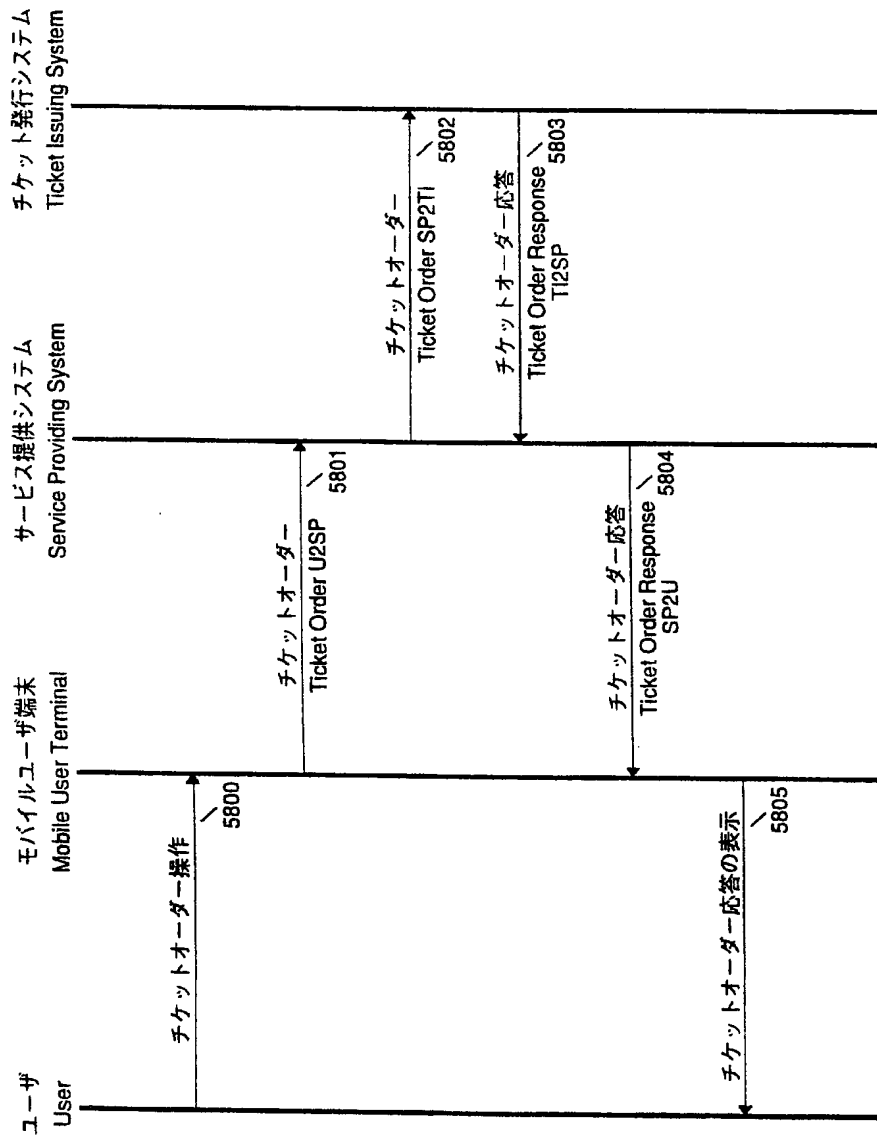 ユーザ
User
モバイルユーザ端末
Mobile User Terminal
サービス提供システム
Service Providing System
チケット発行システム
Ticket Issuing System
チケットオーダー操作
5800
チケットオーダー
Ticket Order U2SP
5801
チケットオーダー
Ticket Order SP2Ti
5802
チケットオーダー応答
Ticket Order Response
TI2SP
5803
チケットオーダー応答
Ticket Order Response
SP2U
5804
チケットオーダー応答の表示
5805